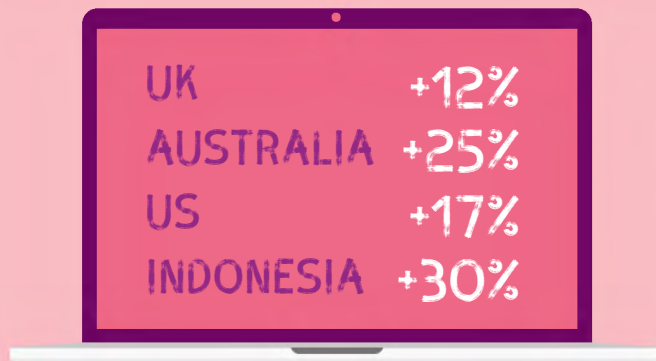 UK +12%
AUSTRALIA +25%
US +17%
INDONESIA +30%